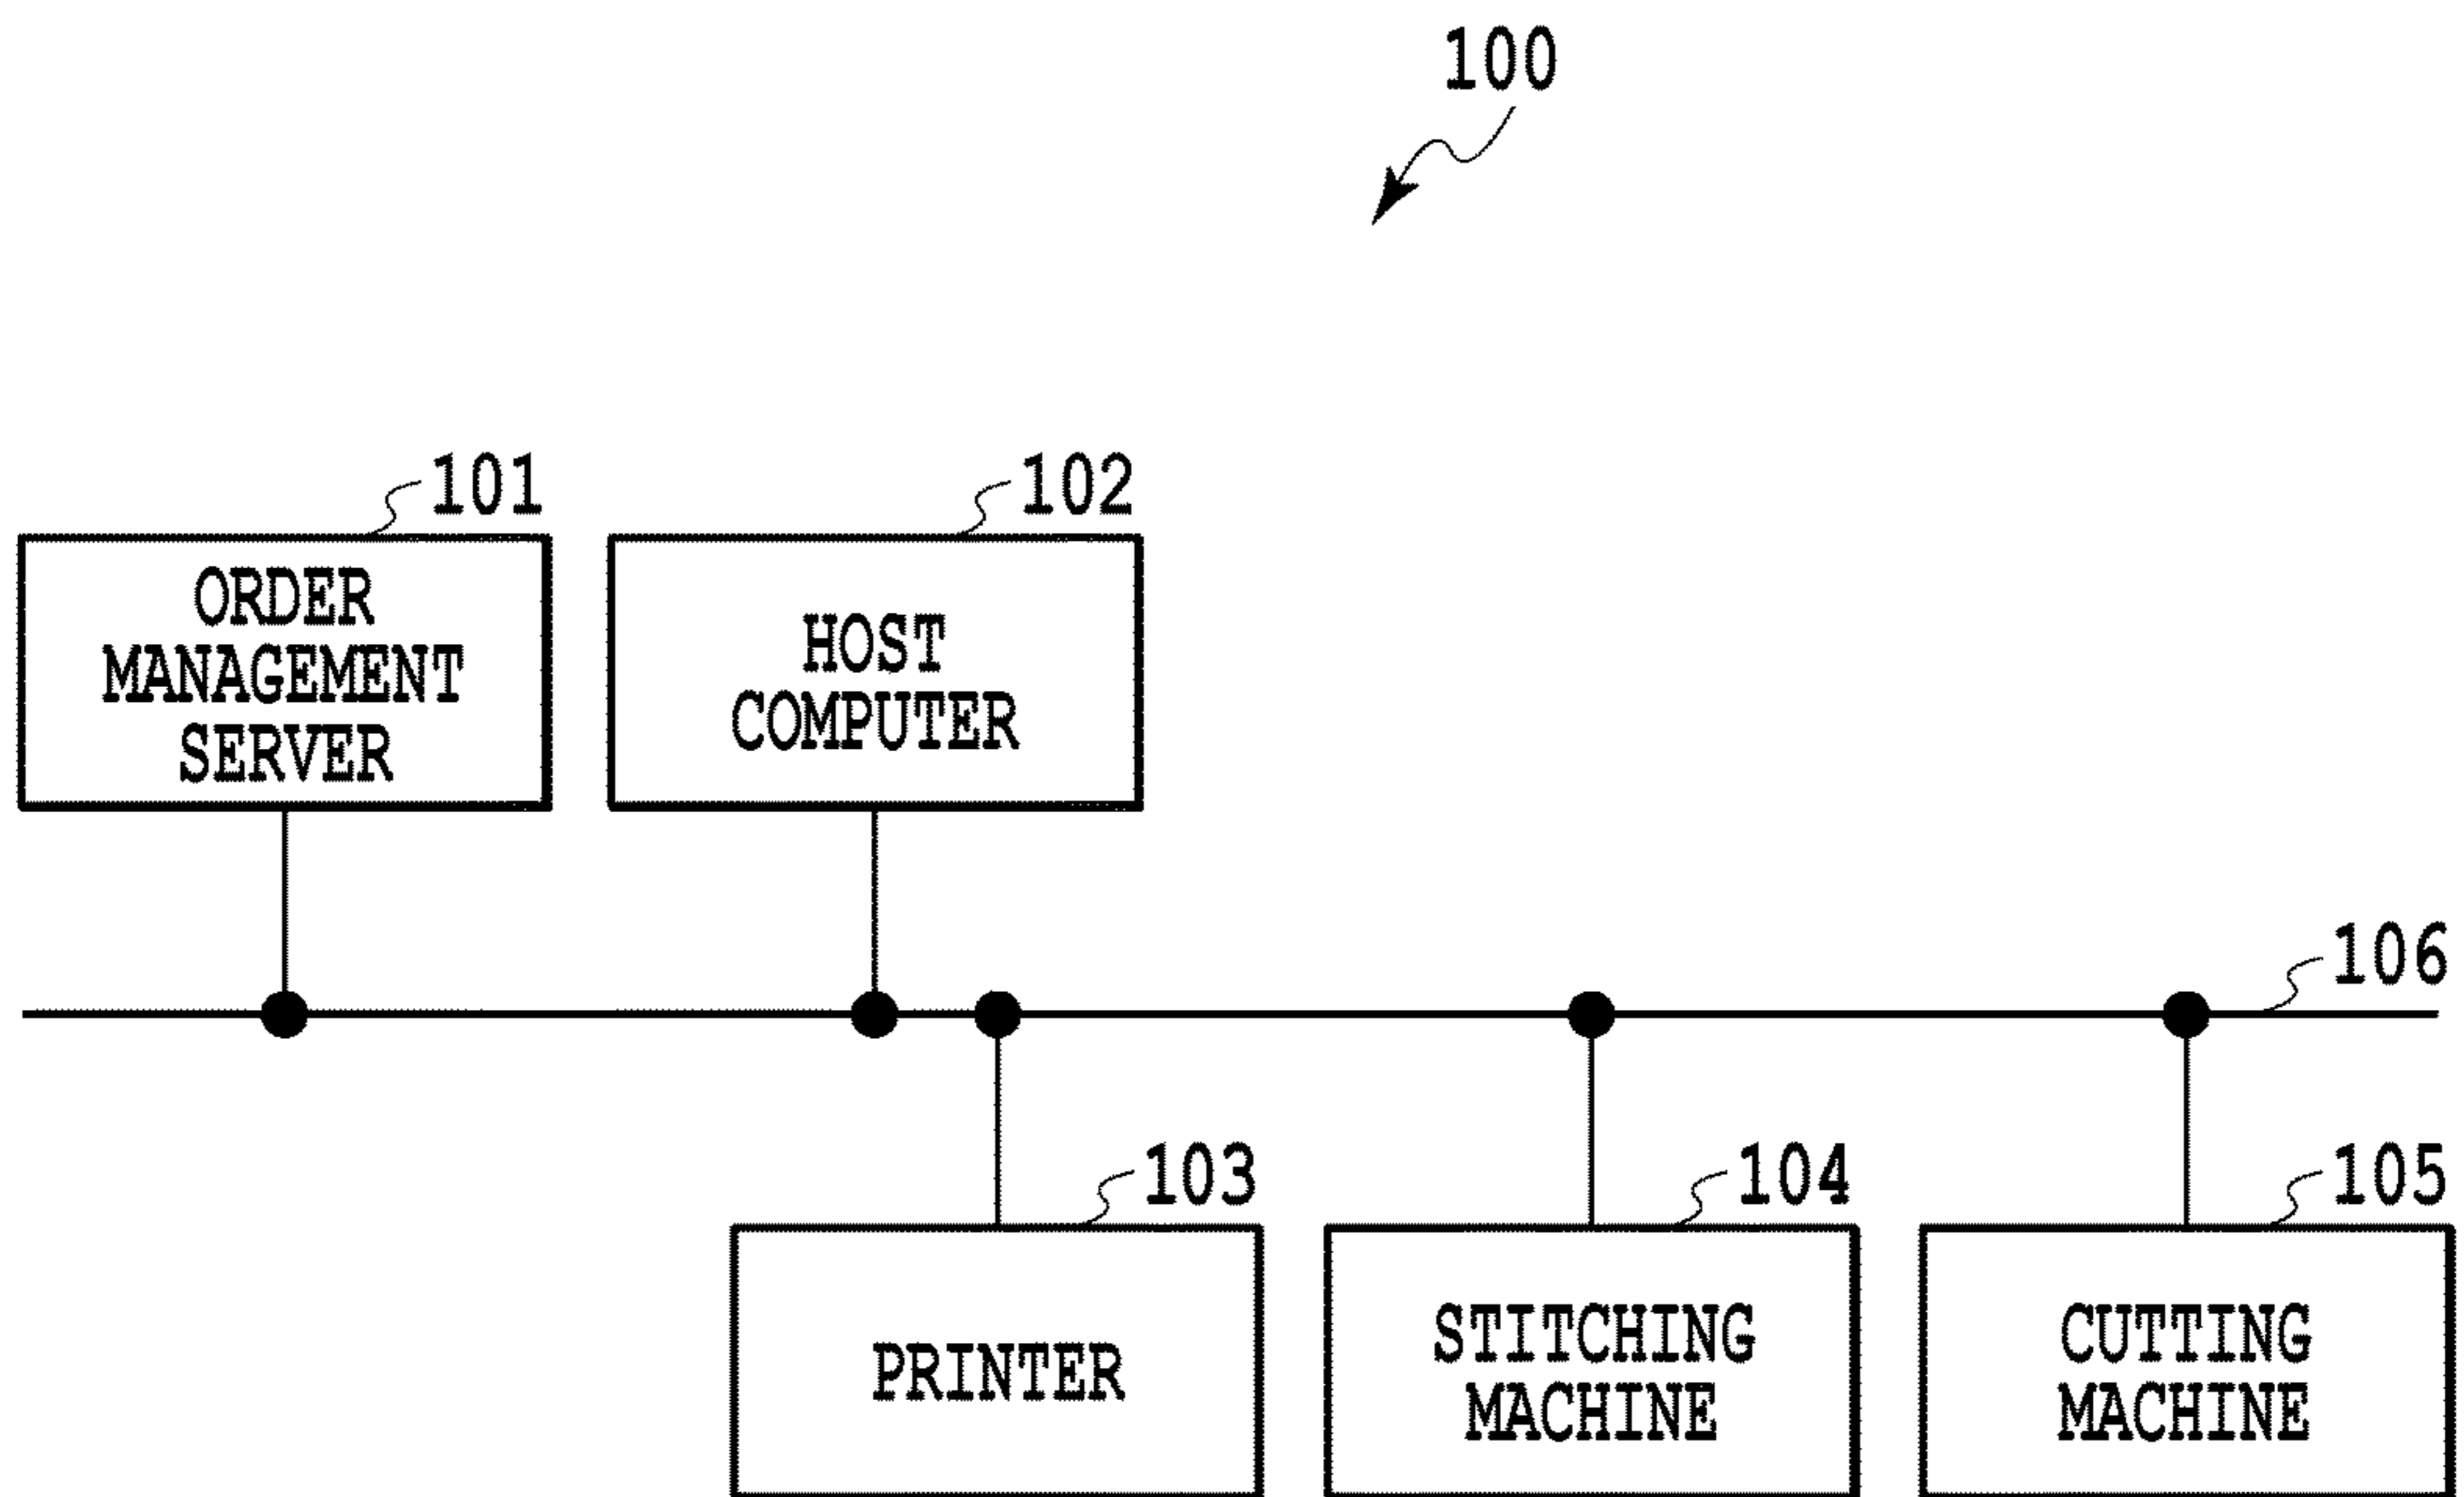 100
101
102
ORDER
MANAGEMENT
SERVER
HOST
COMPUTER
106
103
104
105
PRINTER
STITCHING
MACHINE
CUTTING
MACHINE